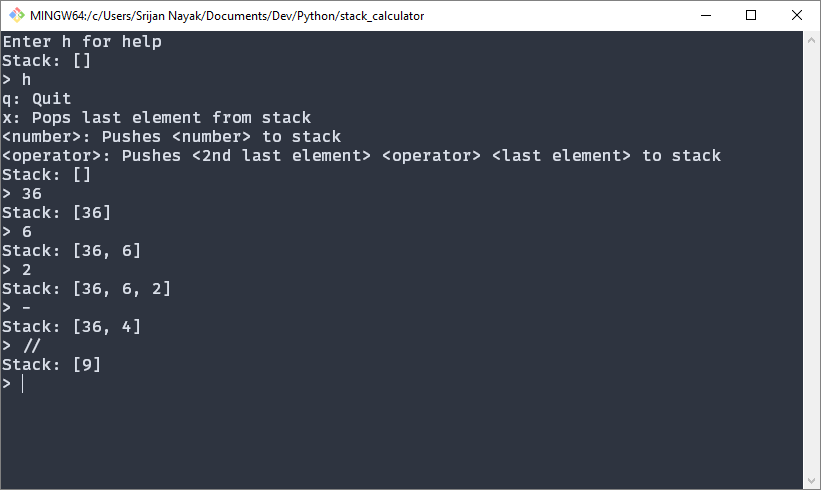 MINGW64:/c/Users/Srijan Nayak/Documents/Dev/Python/stack_calculator
Enter h for help
Stack: []
> h
q: Quit
x: Pops last element from stack
<number>: Pushes <number> to stack
<operator>: Pushes <2nd last element> <operator> <last element> to stack
Stack: []
> 36
Stack: [36]
> 6
Stack: [36, 6]
> 2
Stack: [36, 6, 2]
> -
Stack: [36, 4]
> //
Stack: [9]
>